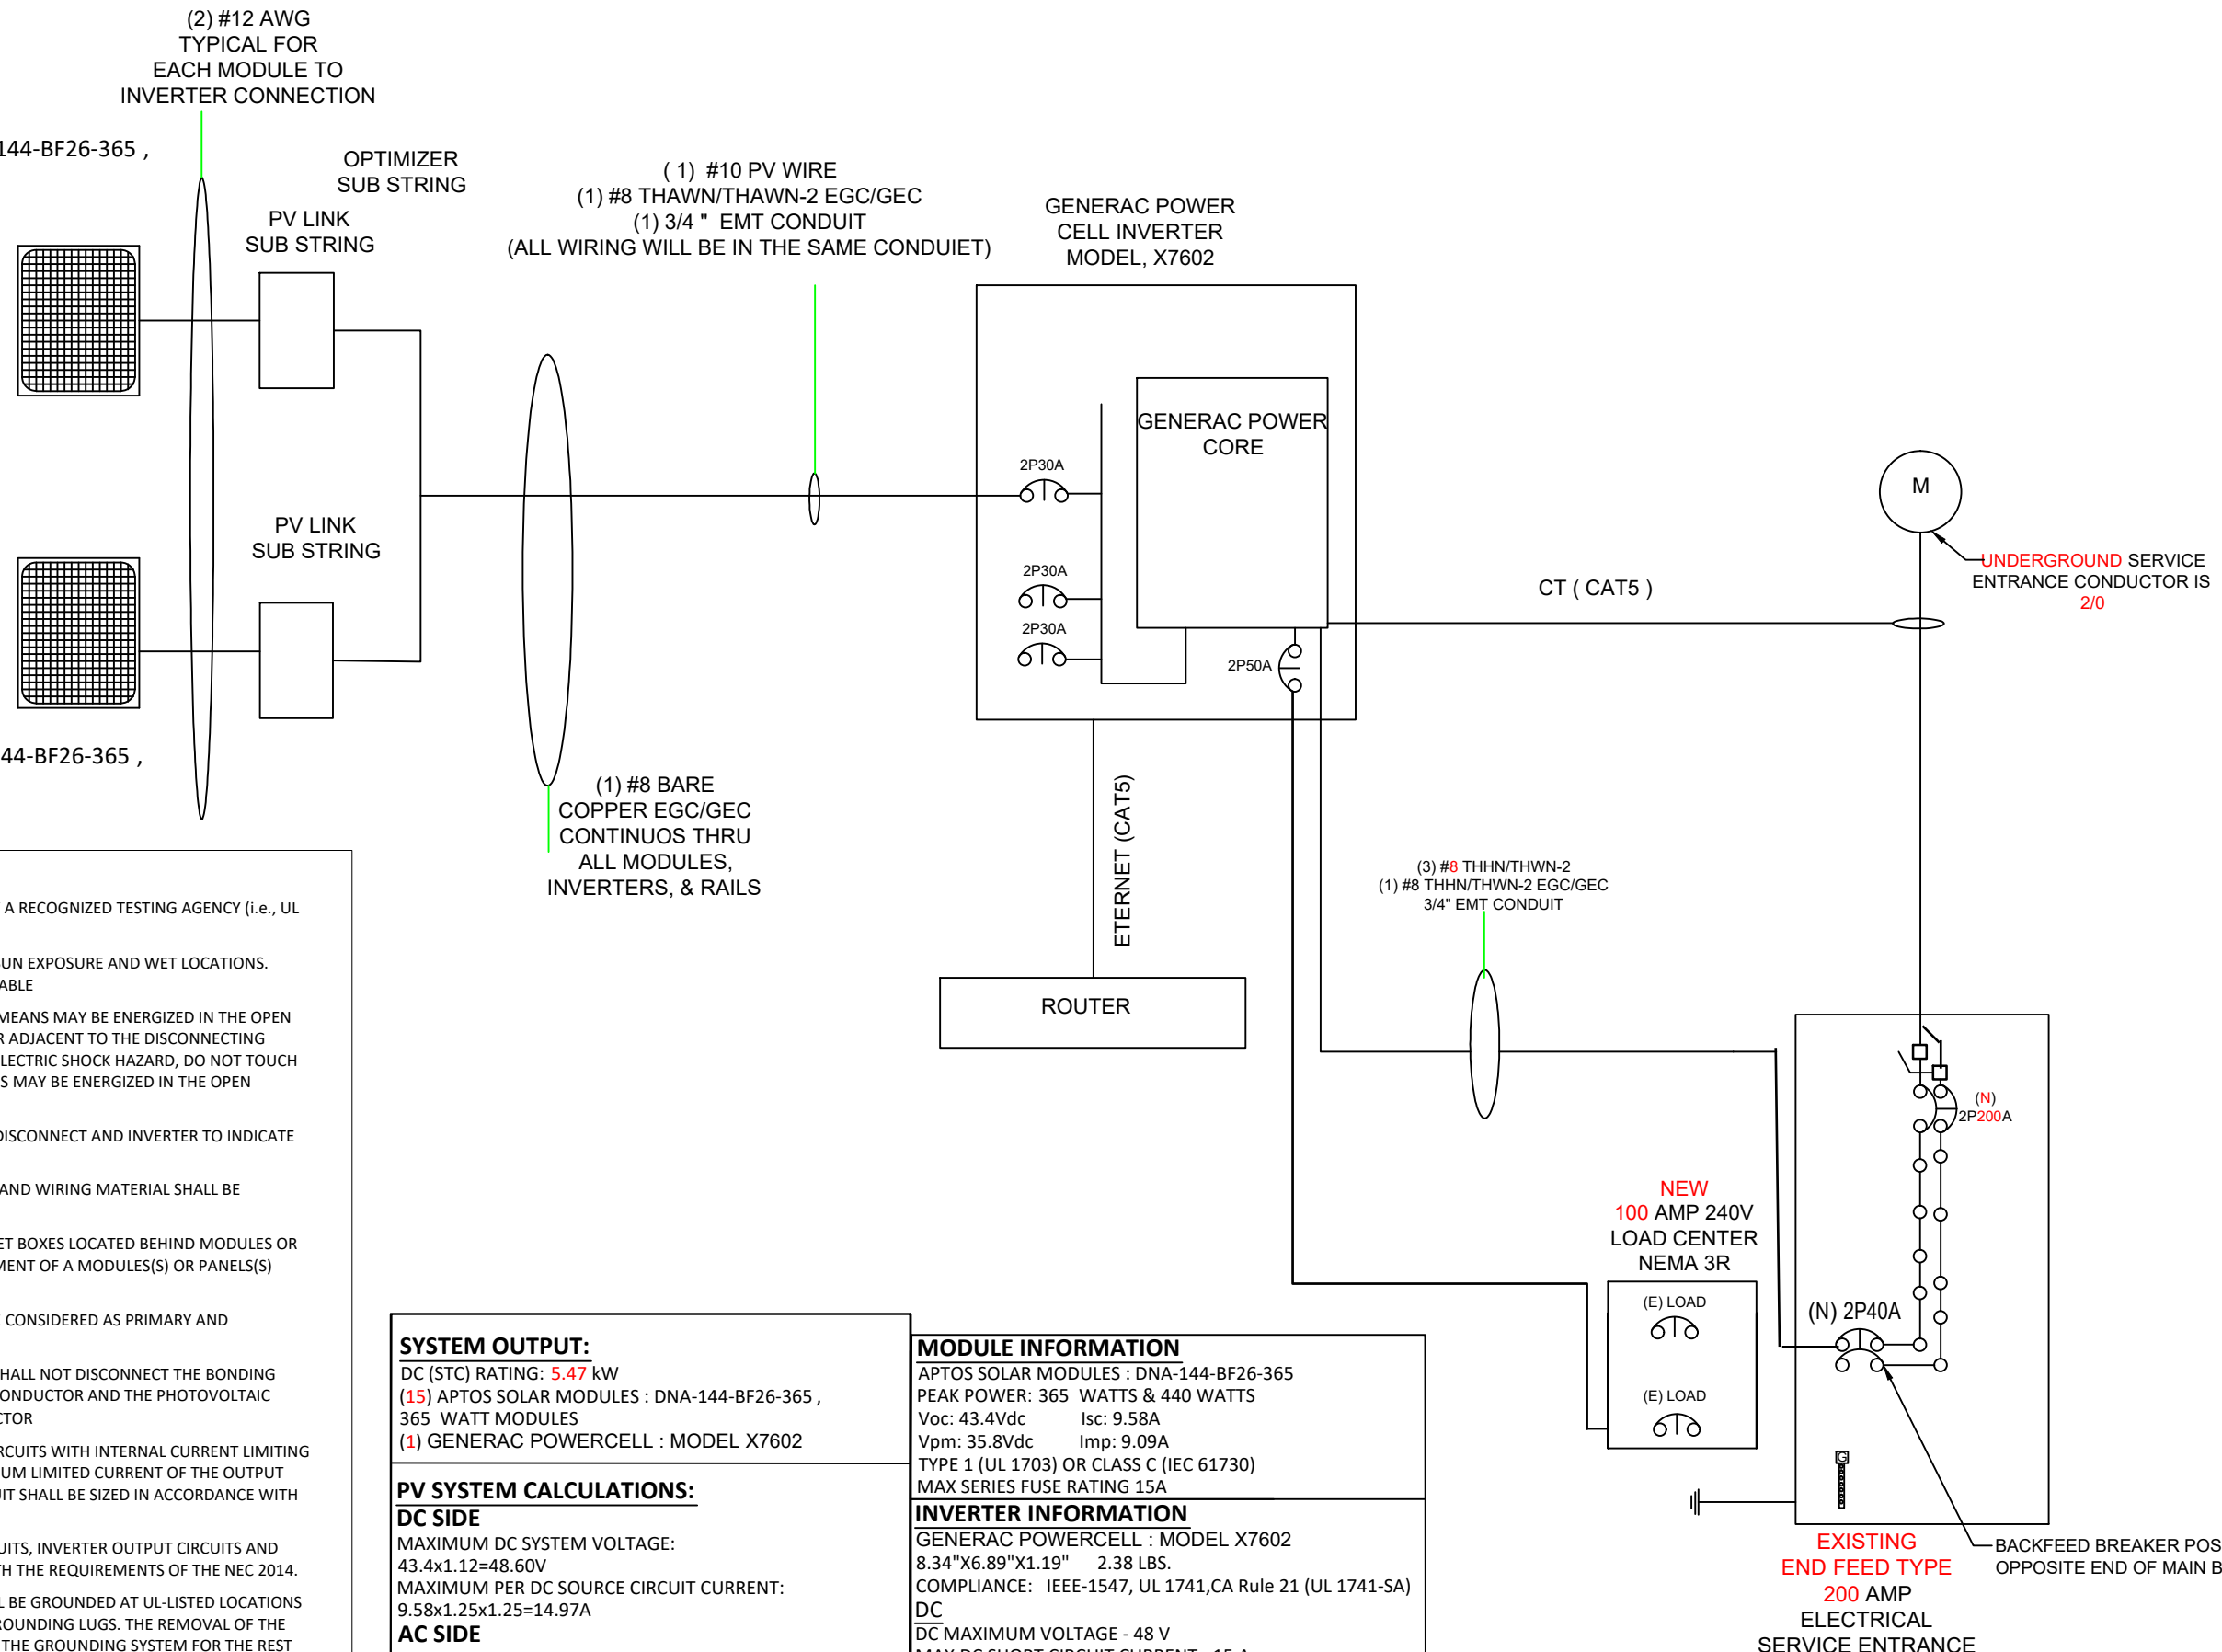 (2) #12 AWG
TYPICAL FOR
EACH MODULE TO
INVERTER CONNECTION
144-BF26-365 ,
OPTIMIZER
SUB STRING
PV LINK
SUB STRING
( 1) #10 PV WIRE
(1) #8 THAWN/THAWN-2 EGC/GEC
(1) 3/4 " EMT CONDUIT
(ALL WIRING WILL BE IN THE SAME CONDUIET)
GENERAC POWER
CELL INVERTER
MODEL, X7602
GENERAC POWER
CORE
2P30A
2P30A
2P30A
2P50A
PV LINK
SUB STRING
44-BF26-365 ,
(1) #8 BARE
COPPER EGC/GEC
CONTINUOS THRU
ALL MODULES,
INVERTERS, & RAILS
ETERNET (CAT5)
ROUTER
CT ( CAT5 )
M
UNDERGROUND SERVICE
ENTRANCE CONDUCTOR IS
2/0
(3) #8 THHN/THWN-2
(1) #8 THHN/THWN-2 EGC/GEC
3/4" EMT CONDUIT
(N)
2P200A
NEW
100 AMP 240V
LOAD CENTER
NEMA 3R
(E) LOAD
(E) LOAD
(N) 2P40A
G
EXISTING
END FEED TYPE
200 AMP
ELECTRICAL
SERVICE ENTRANCE
BACKFEED BREAKER POS
OPPOSITE END OF MAIN B
A RECOGNIZED TESTING AGENCY (i.e., UL
SUN EXPOSURE AND WET LOCATIONS.
ABLE
MEANS MAY BE ENERGIZED IN THE OPEN
R ADJACENT TO THE DISCONNECTING
LECTRIC SHOCK HAZARD, DO NOT TOUCH
S MAY BE ENERGIZED IN THE OPEN
DISCONNECT AND INVERTER TO INDICATE
AND WIRING MATERIAL SHALL BE
ET BOXES LOCATED BEHIND MODULES OR
MENT OF A MODULES(S) OR PANELS(S)
CONSIDERED AS PRIMARY AND
SHALL NOT DISCONNECT THE BONDING
ONDUCTOR AND THE PHOTOVOLTAIC
CTOR
RCUITS WITH INTERNAL CURRENT LIMITING
UM LIMITED CURRENT OF THE OUTPUT
UIT SHALL BE SIZED IN ACCORDANCE WITH
UITS, INVERTER OUTPUT CIRCUITS AND
TH THE REQUIREMENTS OF THE NEC 2014.
L BE GROUNDED AT UL-LISTED LOCATIONS
ROUNDING LUGS. THE REMOVAL OF THE
THE GROUNDING SYSTEM FOR THE REST
SYSTEM OUTPUT:
DC (STC) RATING: 5.47 kW
(15) APTOS SOLAR MODULES : DNA-144-BF26-365 ,
365 WATT MODULES
(1) GENERAC POWERCELL : MODEL X7602
PV SYSTEM CALCULATIONS:
DC SIDE
MAXIMUM DC SYSTEM VOLTAGE:
43.4x1.12=48.60V
MAXIMUM PER DC SOURCE CIRCUIT CURRENT:
9.58x1.25x1.25=14.97A
AC SIDE
MODULE INFORMATION
APTOS SOLAR MODULES : DNA-144-BF26-365
PEAK POWER: 365 WATTS & 440 WATTS
Voc: 43.4Vdc Isc: 9.58A
Vpm: 35.8Vdc Imp: 9.09A
TYPE 1 (UL 1703) OR CLASS C (IEC 61730)
MAX SERIES FUSE RATING 15A
INVERTER INFORMATION
GENERAC POWERCELL : MODEL X7602
8.34"X6.89"X1.19" 2.38 LBS.
COMPLIANCE: IEEE-1547, UL 1741,CA Rule 21 (UL 1741-SA)
DC
DC MAXIMUM VOLTAGE - 48 V
MAX DC SHORT CIRCUIT CURRENT - 15 A